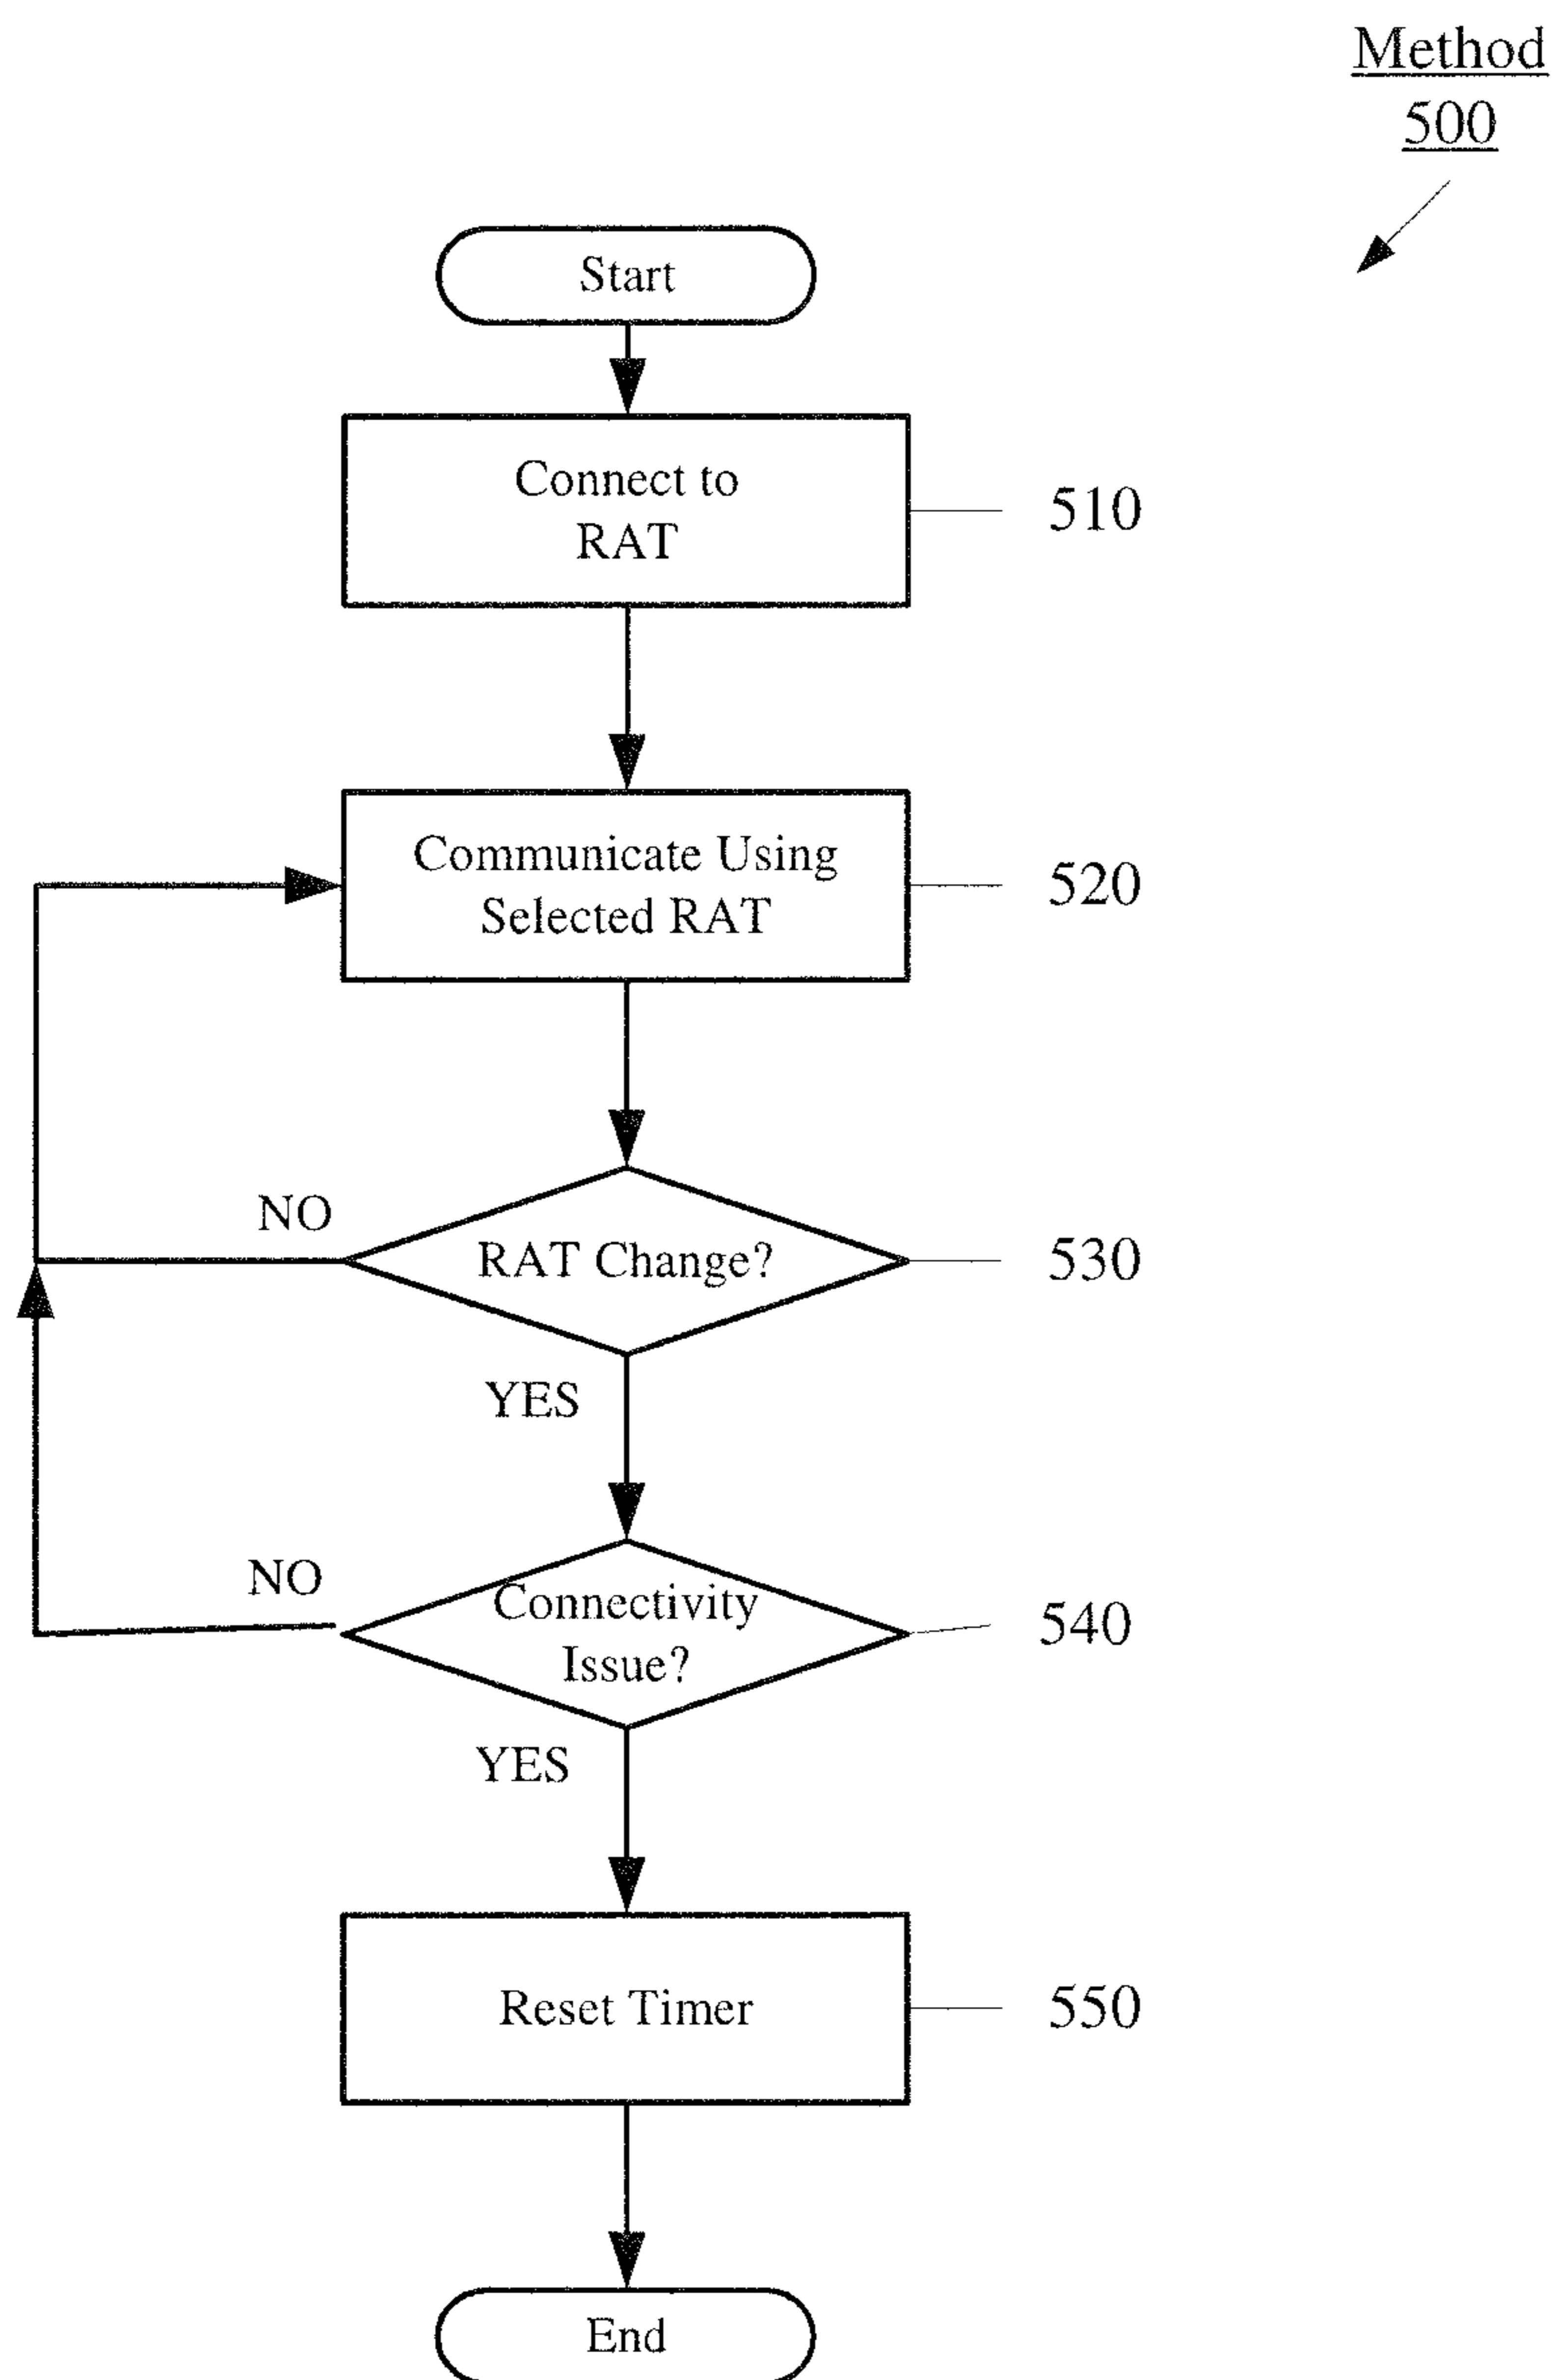 Method
500
Start
Connect to
RAT
510
Communicate Using
Selected RAT
520
NO
RAT Change?
530
YES
NO
Connectivity
Issue?
540
YES
Reset Timer
550
End